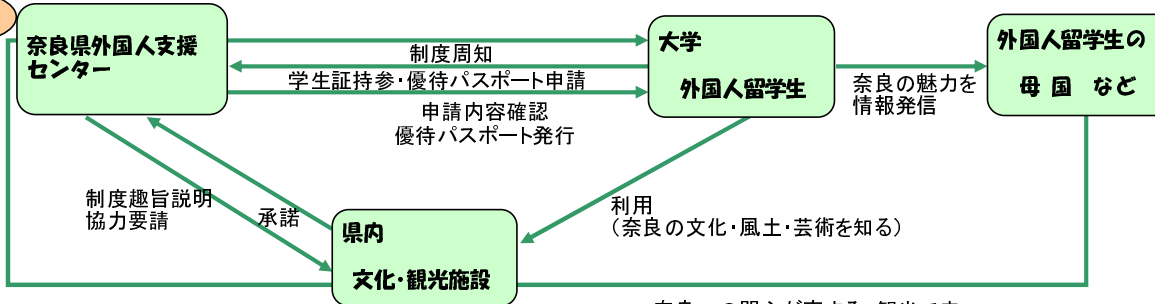 奈良県外国人支援
センター
制度周知
学生証持参・優待パスポート申請
申請内容確認
優待パスポート発行
大学
外国人留学生
奈良の魅力を
情報発信
外国人留学生の
母 国 など
制度趣旨説明
協力要請
承諾
利用
（奈良の文化・風土・芸術を知る）
県内
文化・観光施設